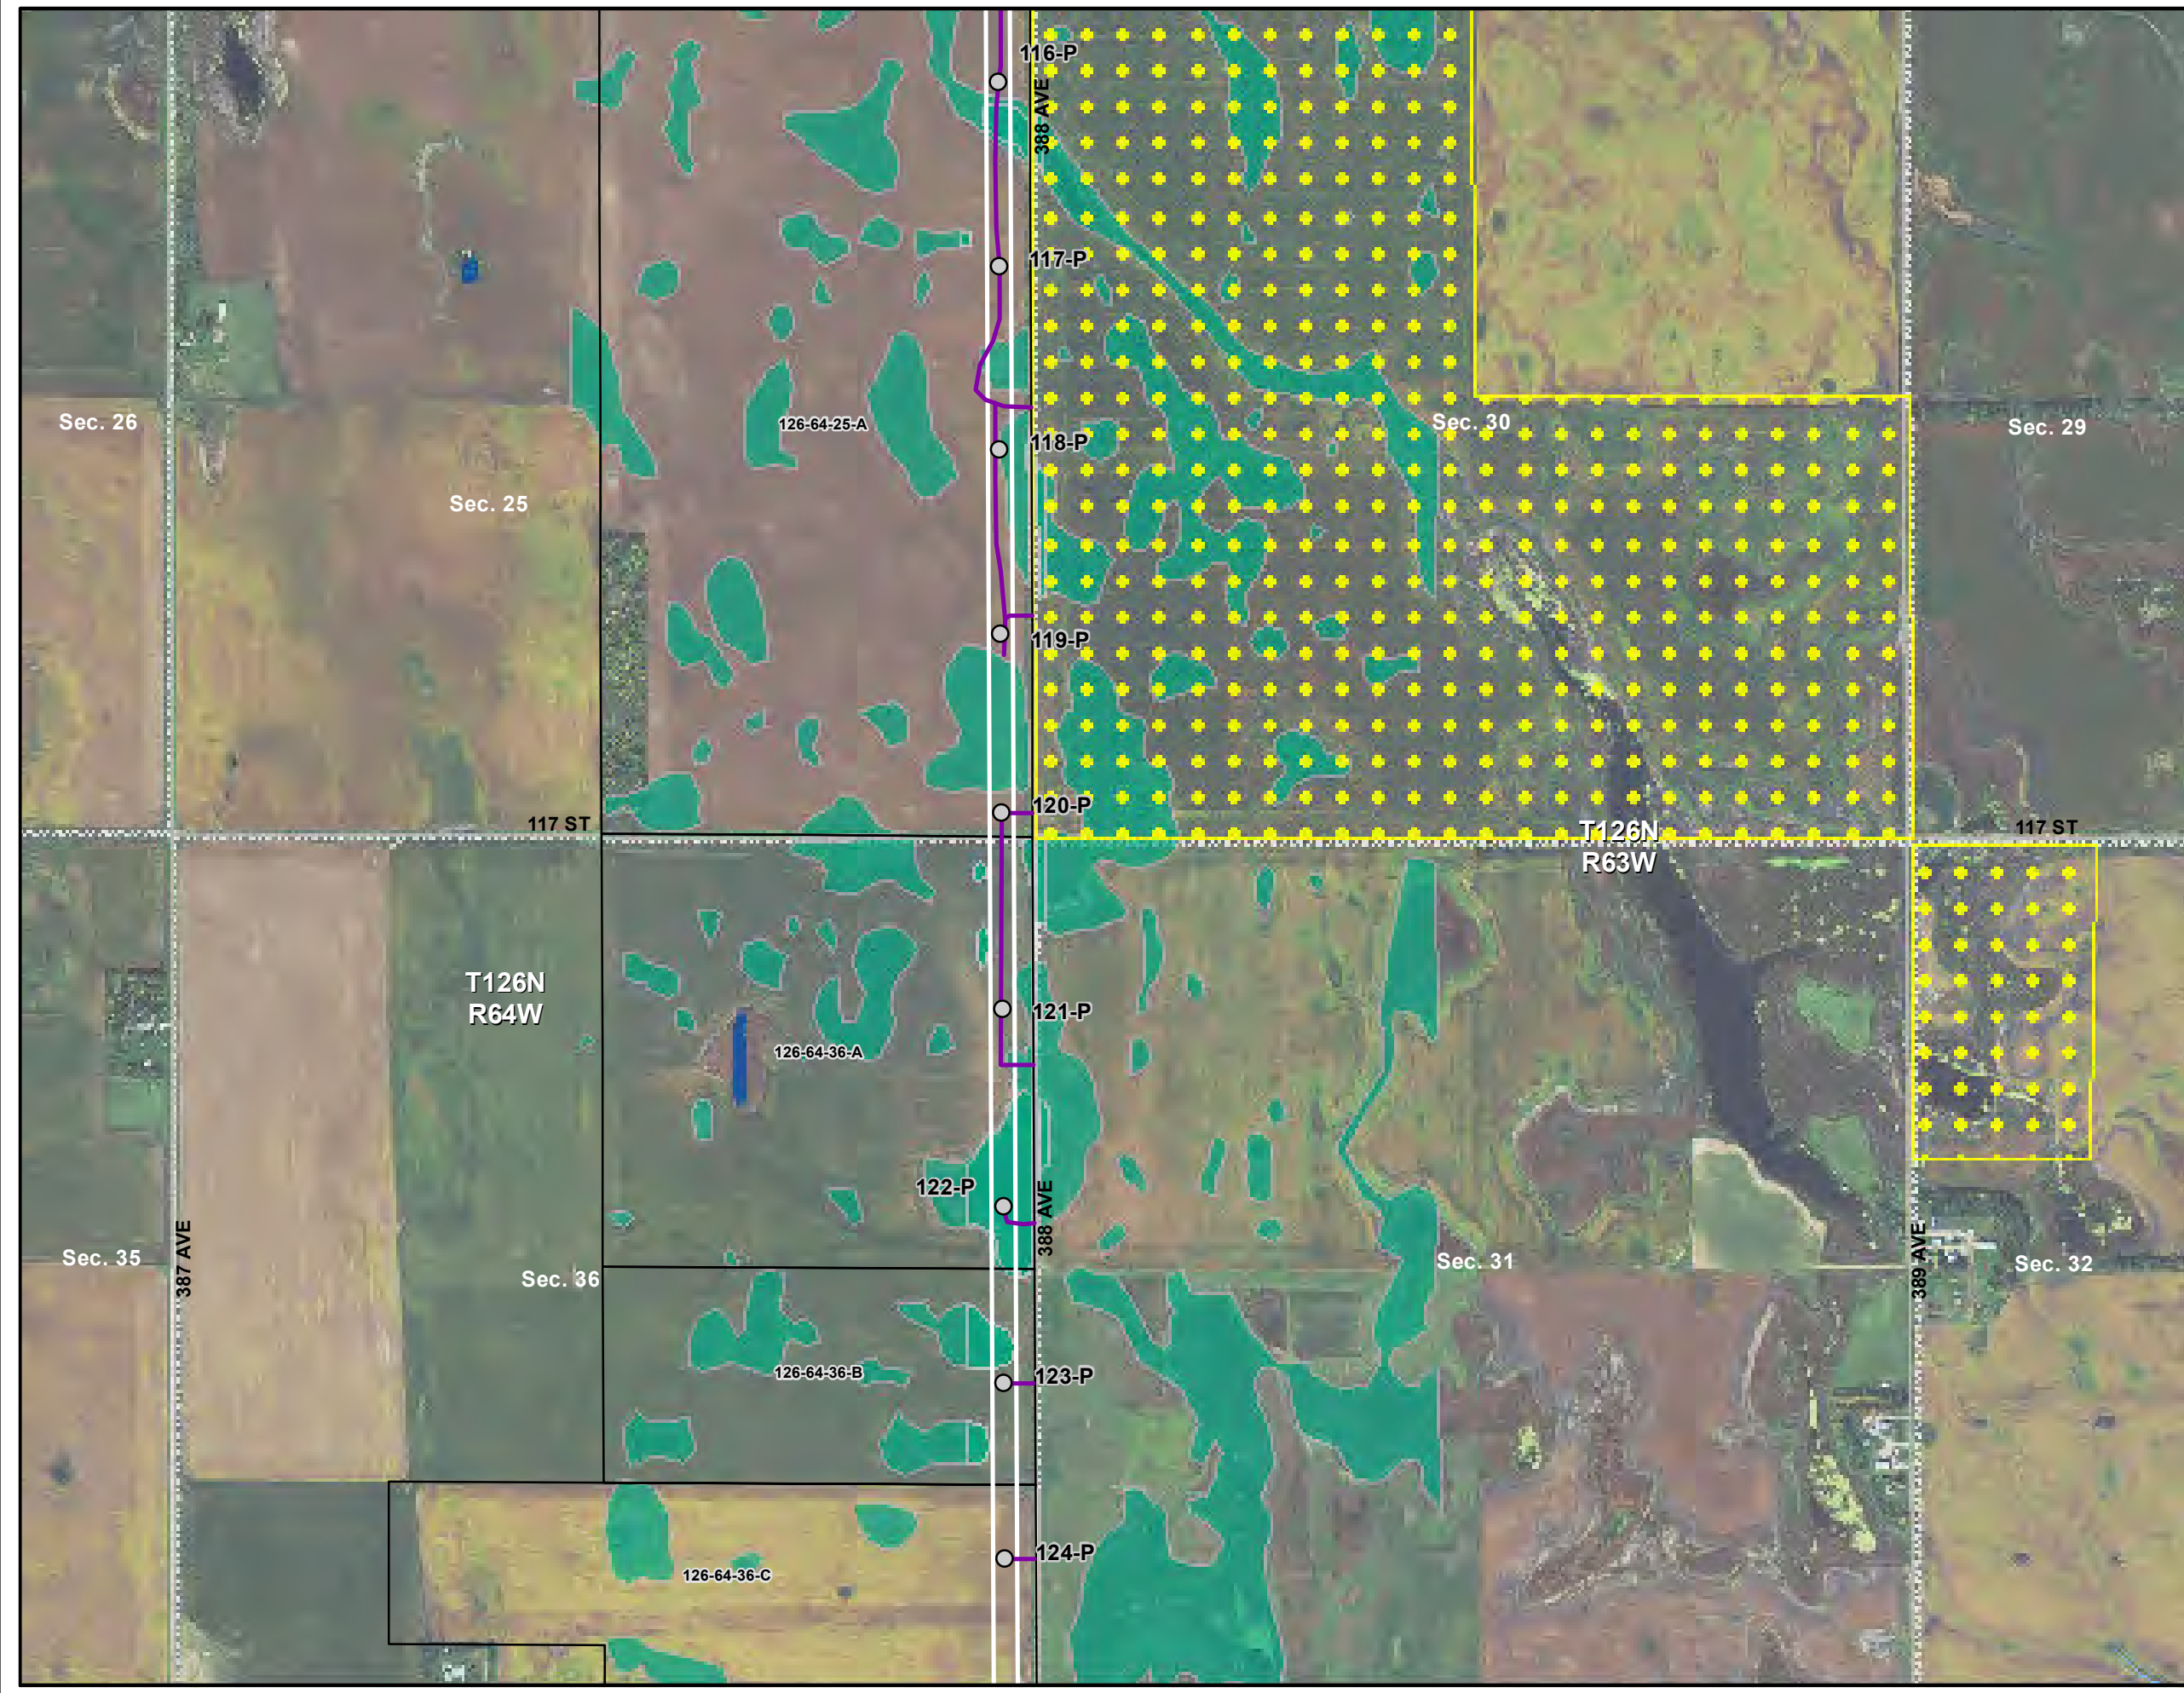 116-P
388 AVE
117-P
Sec. 26
126-64-25-A
Sec. 30
Sec. 29
118-P
Sec. 25
119-P
120-P
117 ST
T126N
R63W
117 ST
T126N
R64W
121-P
126-64-36-A
122-P
388 AVE
387 AVE
389 AVE
Sec. 35
Sec. 36
Sec. 31
Sec. 32
126-64-36-B
123-P
124-P
126-64-36-C